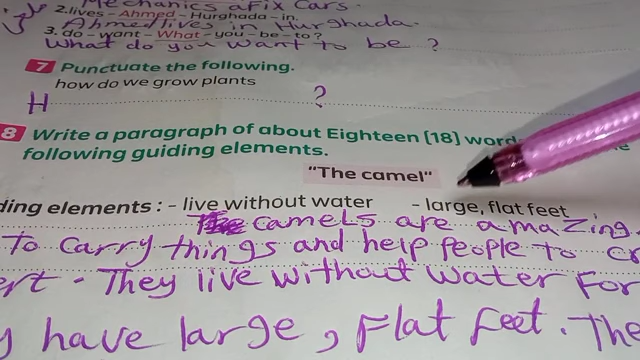 Mechanics fix cars.
2.lives - Ahmed - Hurghada - in.
Ahmed lives in Hurghada.
3. do - want - What - you - be - to?
What do you want to be ?
7 Punctuate the following.
how do we grow plants
H ?
8 Write a paragraph of about Eighteen [18] word
following guiding elements.
"The camel"
ding elements : - live without water - large, flat feet
camels are amazing.
To carry things and help people to cr
ert . They live without water For
y have large , Flat feet. The